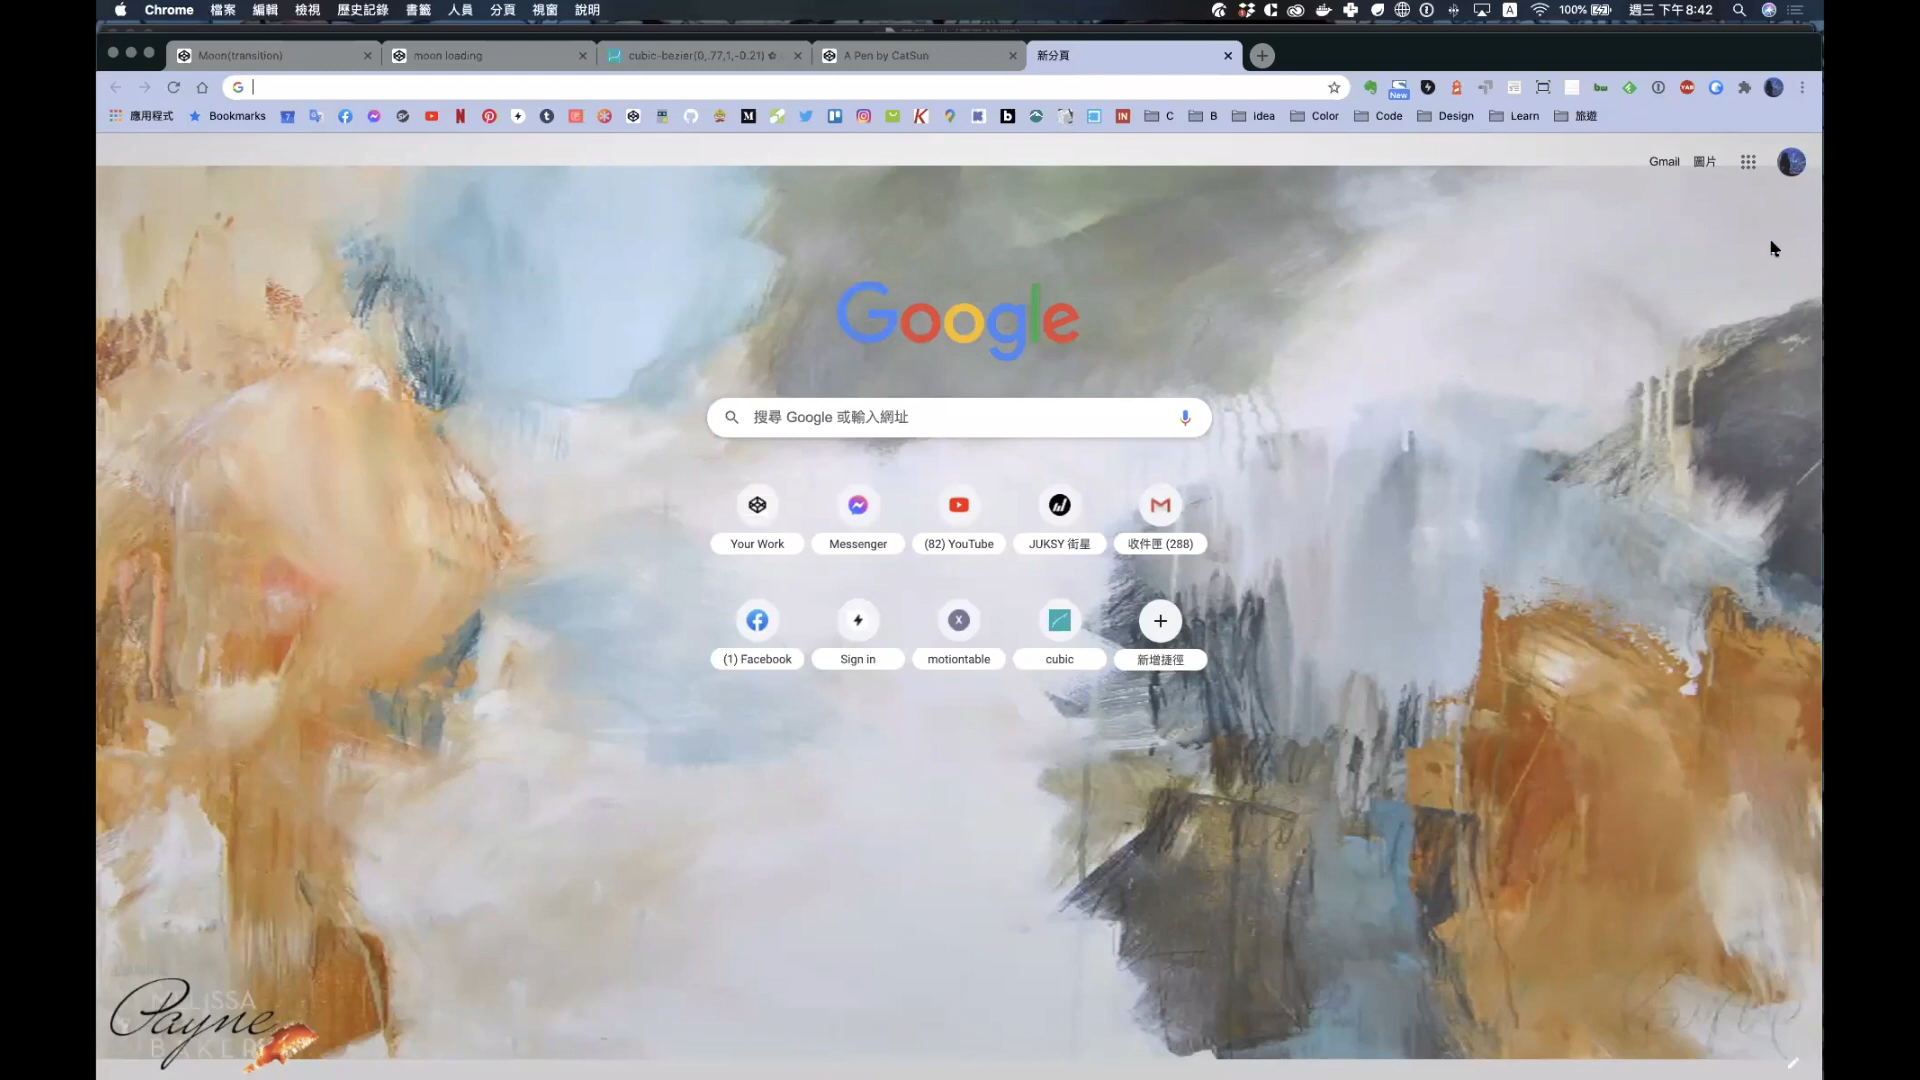 Chrome 檔案 編輯 檢視 歷史記錄 書籤 人員 分頁 視窗 說明 100% 週三 下午8:42
Moon(transition) moon loading cubic-bezier(0,.77,1,-0.21) A Pen by CatSun 新分頁
New
應用程式 Bookmarks C B idea Color Code Design Learn 旅遊
Gmail 圖片
Google
搜尋 Google 或輸入網址
Your Work Messenger (82) YouTube JUKSY 街星 收件匣 (288)
(1) Facebook Sign in motiontable cubic 新增捷徑
MELISSA
Payne
BAKER